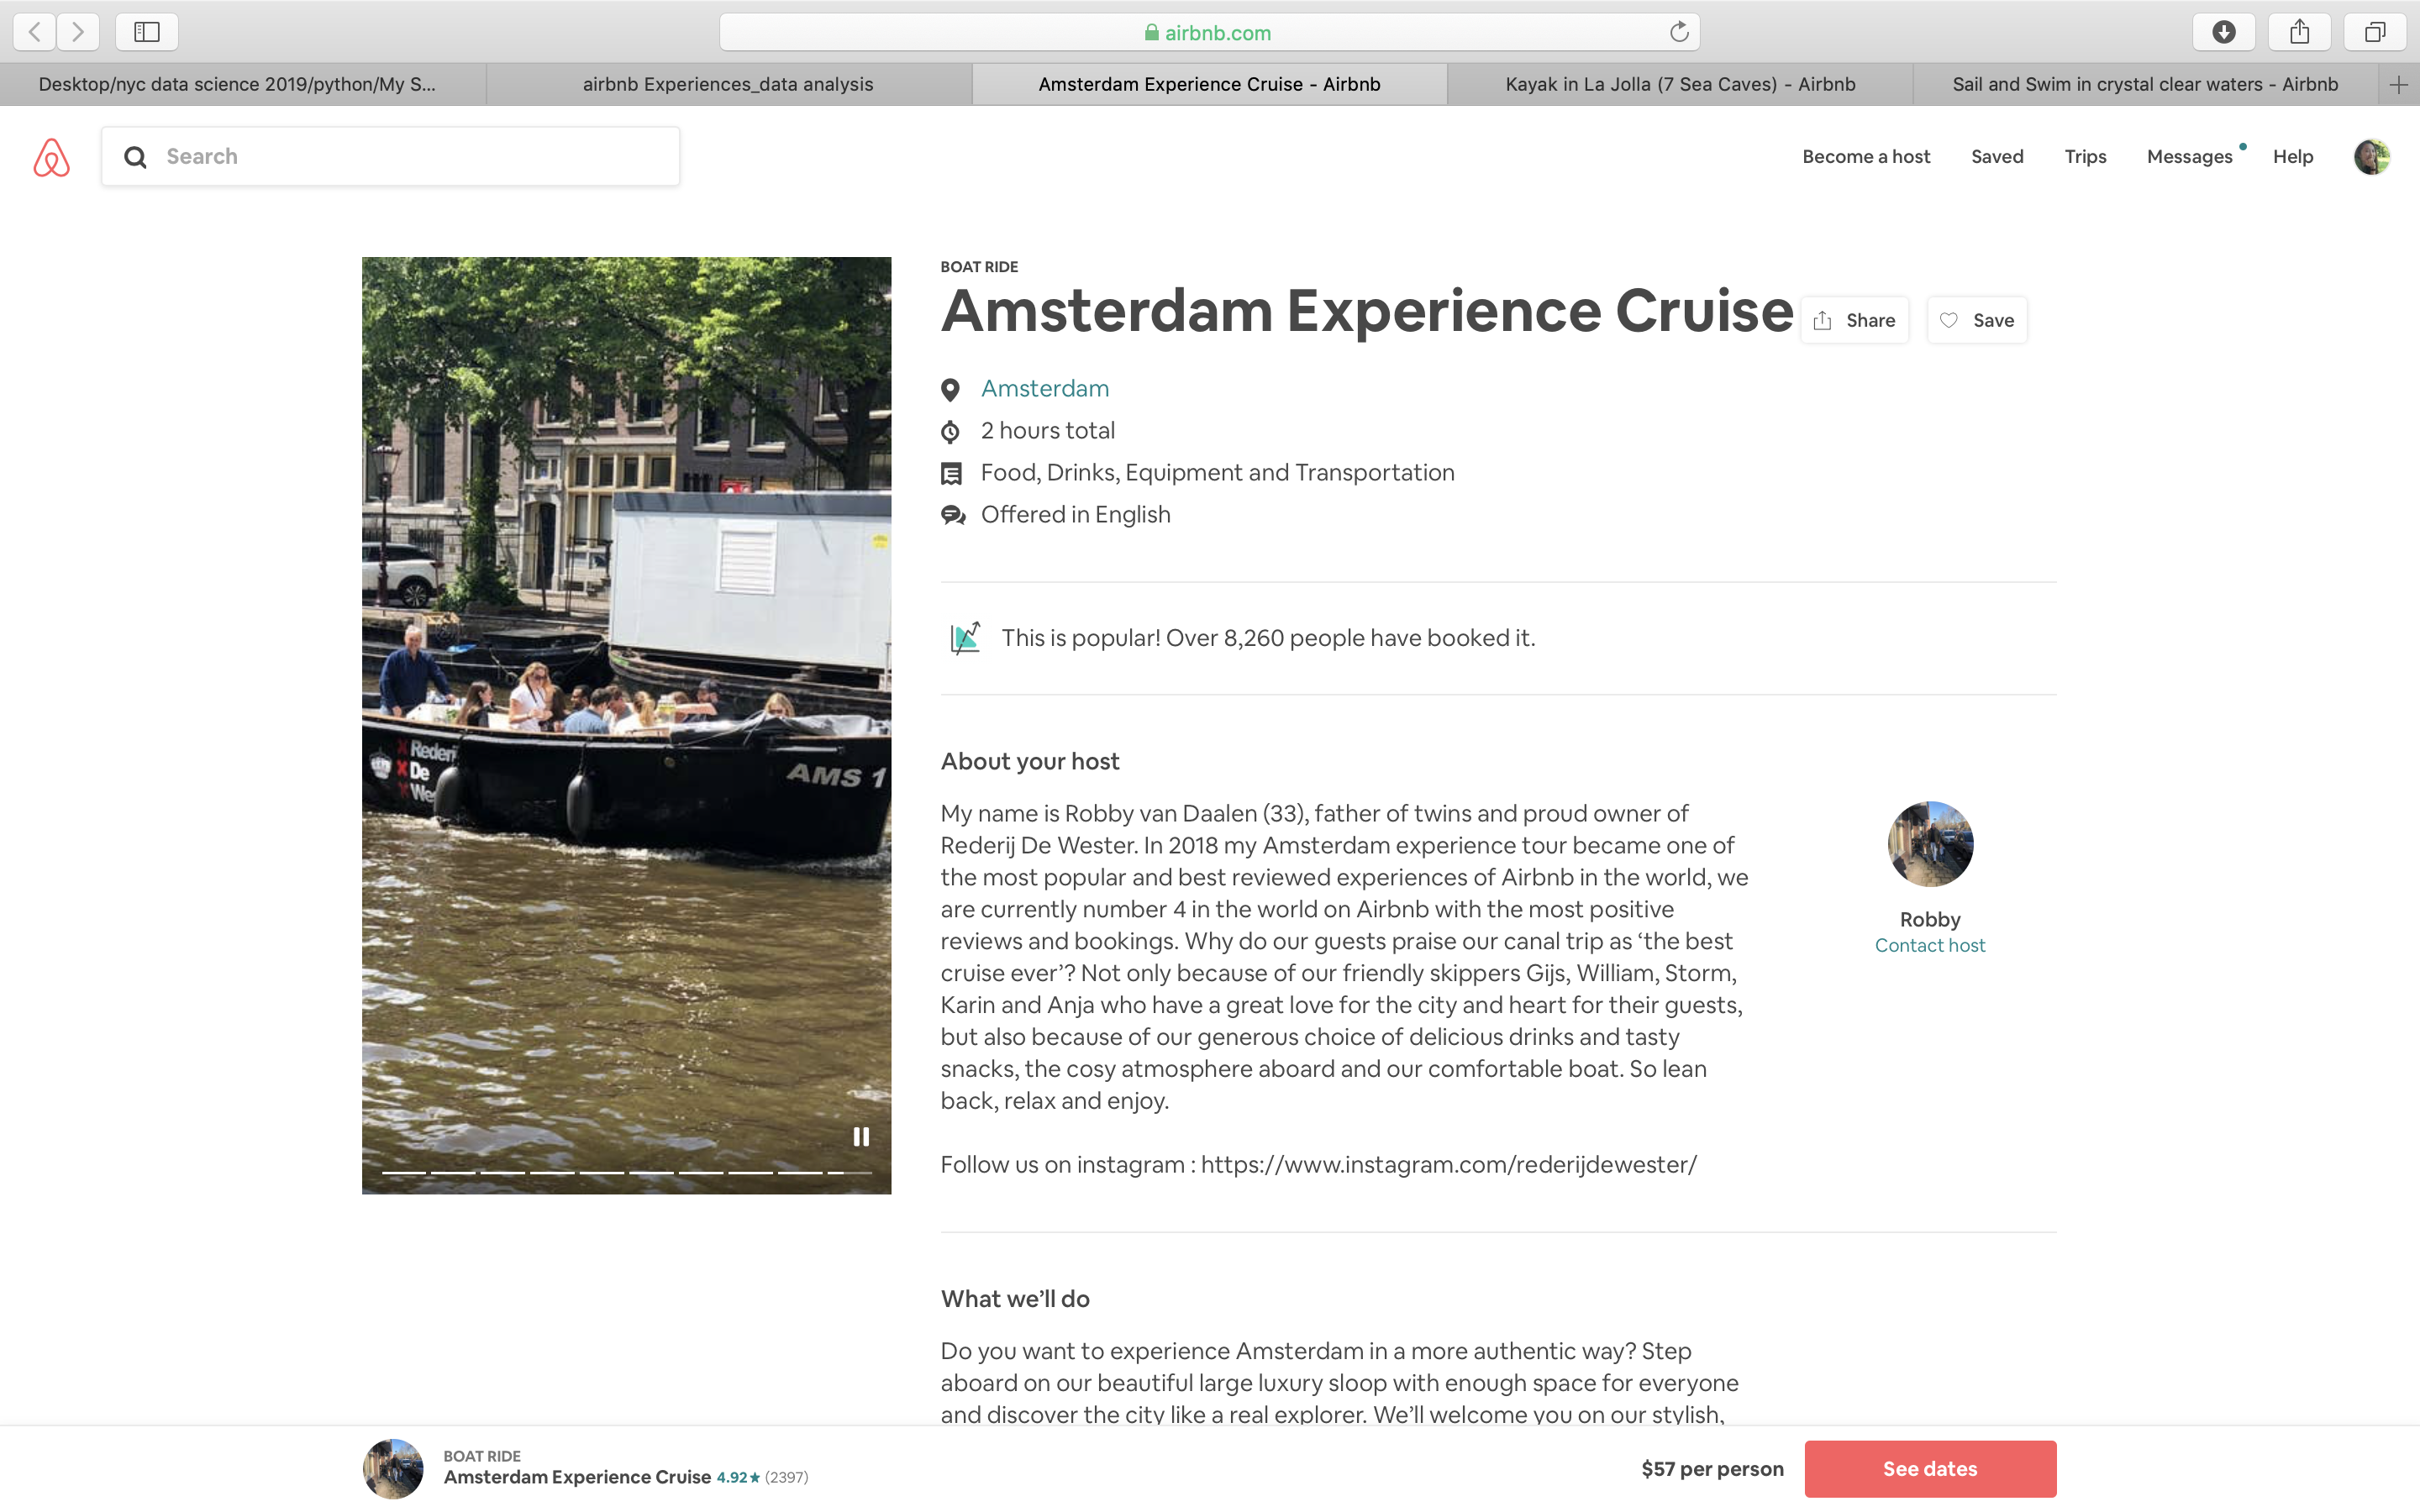 airbnb.com
Desktop/nyc data science 2019/python/My S...
airbnb Experiences_data analysis
Amsterdam Experience Cruise - Airbnb
Kayak in La Jolla (7 Sea Caves) - Airbnb
Sail and Swim in crystal clear waters - Airbnb
Search
Become a host
Saved
Trips
Messages
Help
BOAT RIDE
Amsterdam Experience Cruise
Share
Save
Amsterdam
2 hours total
Food, Drinks, Equipment and Transportation
Offered in English
This is popular! Over 8,260 people have booked it.
About your host
My name is Robby van Daalen (33), father of twins and proud owner of
Rederij De Wester. In 2018 my Amsterdam experience tour became one of
the most popular and best reviewed experiences of Airbnb in the world, we
are currently number 4 in the world on Airbnb with the most positive
reviews and bookings. Why do our guests praise our canal trip as ‘the best
cruise ever’? Not only because of our friendly skippers Gijs, William, Storm,
Karin and Anja who have a great love for the city and heart for their guests,
but also because of our generous choice of delicious drinks and tasty
snacks, the cosy atmosphere aboard and our comfortable boat. So lean
back, relax and enjoy.
Follow us on instagram : https://www.instagram.com/rederijdewester/
Robby
Contact host
Rederij
De
We
AMS 1
What we’ll do
Do you want to experience Amsterdam in a more authentic way? Step
aboard on our beautiful large luxury sloop with enough space for everyone
and discover the city like a real explorer. We’ll welcome you on our stylish,
BOAT RIDE
Amsterdam Experience Cruise 4.92★ (2397)
$57 per person
See dates